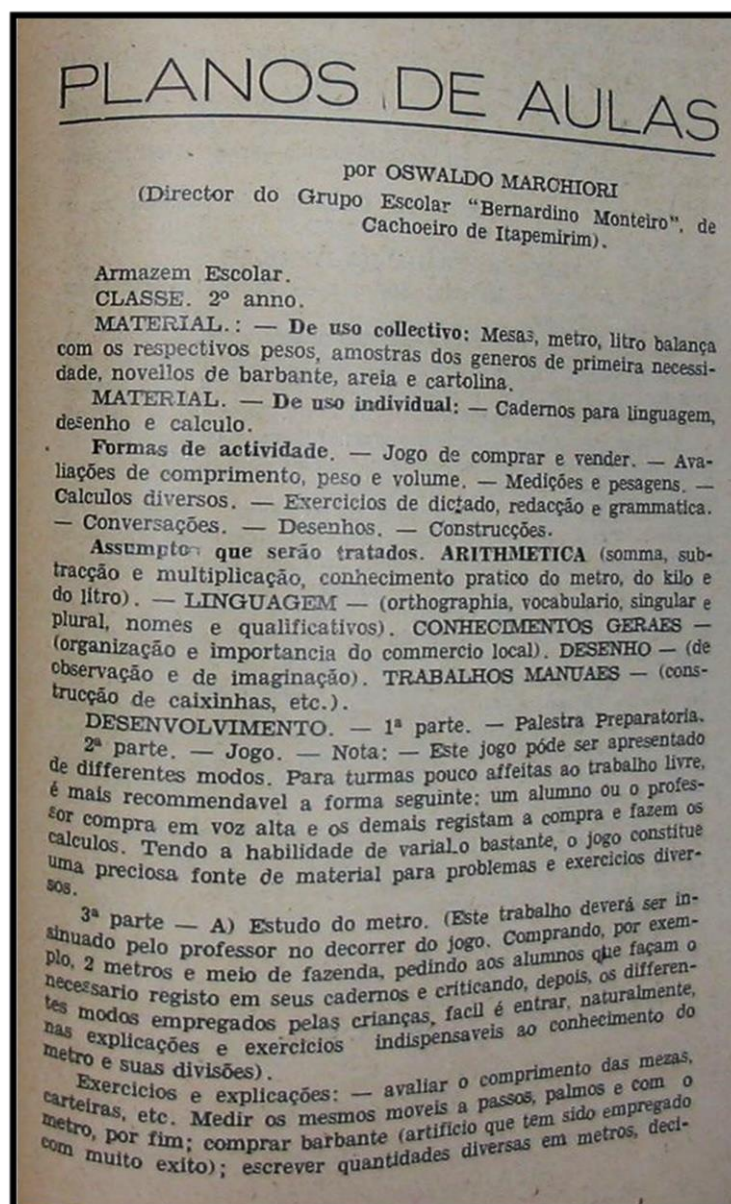 PLANOS DE AULAS
por OSWALDO MARCHIORI
(Director do Grupo Escolar "Bernardino Monteiro", de
Cachoeiro de Itapemirim).
Armazem Escolar.
CLASSE. 2º anno.
MATERIAL.: — De uso collectivo: Mesas, metro, litro balança
com os respectivos pesos, amostras dos generos de primeira necessi-
dade, novellos de barbante, areia e cartolina.
MATERIAL. — De uso individual: — Cadernos para linguagem,
desenho e calculo.
Formas de actividade. — Jogo de comprar e vender. — Ava-
liações de comprimento, peso e volume. — Medições e pesagens. —
Calculos diversos. — Exercicios de dictado, redacção e grammatica.
— Conversações. — Desenhos. — Construcções.
Assumptos que serão tratados. ARITHMETICA (somma, sub-
tracção e multiplicação, conhecimento pratico do metro, do kilo e
do litro). — LINGUAGEM — (orthographia, vocabulario, singular e
plural, nomes e qualificativos). CONHECIMENTOS GERAES —
(organização e importancia do commercio local). DESENHO — (de
observação e de imaginação). TRABALHOS MANUAES — (cons-
trucção de caixinhas, etc.).
DESENVOLVIMENTO. — 1ª parte. — Palestra Preparatoria.
2ª parte. — Jogo. — Nota: — Este jogo póde ser apresentado
de differentes modos. Para turmas pouco affeitas ao trabalho livre,
é mais recommendavel a forma seguinte: um alumno ou o profes-
sor compra em voz alta e os demais registam a compra e fazem os
calculos. Tendo a habilidade de varial.o bastante, o jogo constitue
uma preciosa fonte de material para problemas e exercicios diver-
sos.
3ª parte — A) Estudo do metro. (Este trabalho deverá ser in-
sinuado pelo professor no decorrer do jogo. Comprando, por exem-
plo, 2 metros e meio de fazenda, pedindo aos alumnos que façam o
necessario registo em seus cadernos e criticando, depois, os differen-
tes modos empregados pelas crianças, facil é entrar, naturalmente,
nas explicações e exercicios indispensaveis ao conhecimento do
metro e suas divisões).
Exercicios e explicações: — avaliar o comprimento das mezas,
carteiras, etc. Medir os mesmos moveis a passos, palmos e com o
metro, por fim; comprar barbante (artificio que tem sido empregado
com muito exito); escrever quantidades diversas em metros, deci-